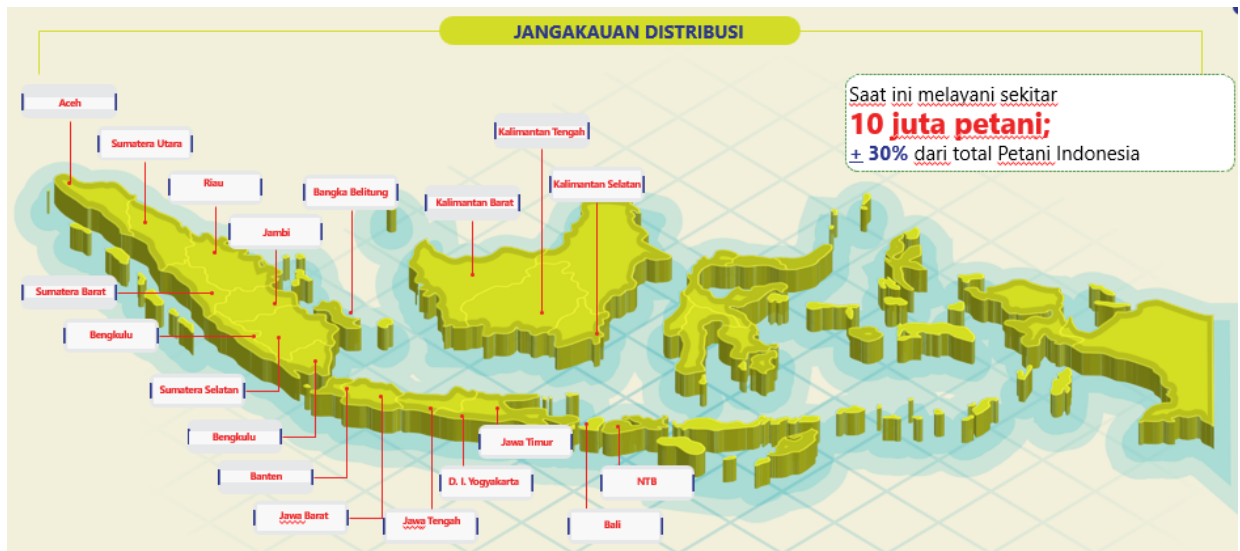 JANGAKAUAN DISTRIBUSI
Saat ini melayani sekitar
10 juta petani;
+ 30% dari total Petani Indonesia
Aceh
Sumatera Utara
Riau
Jambi
Bangka Belitung
Kalimantan Tengah
Kalimantan Selatan
Kalimantan Barat
Sumatera Barat
Bengkulu
Sumatera Selatan
Bengkulu
Banten
Jawa Barat
Jawa Tengah
D. I. Yogyakarta
Jawa Timur
NTB
Bali